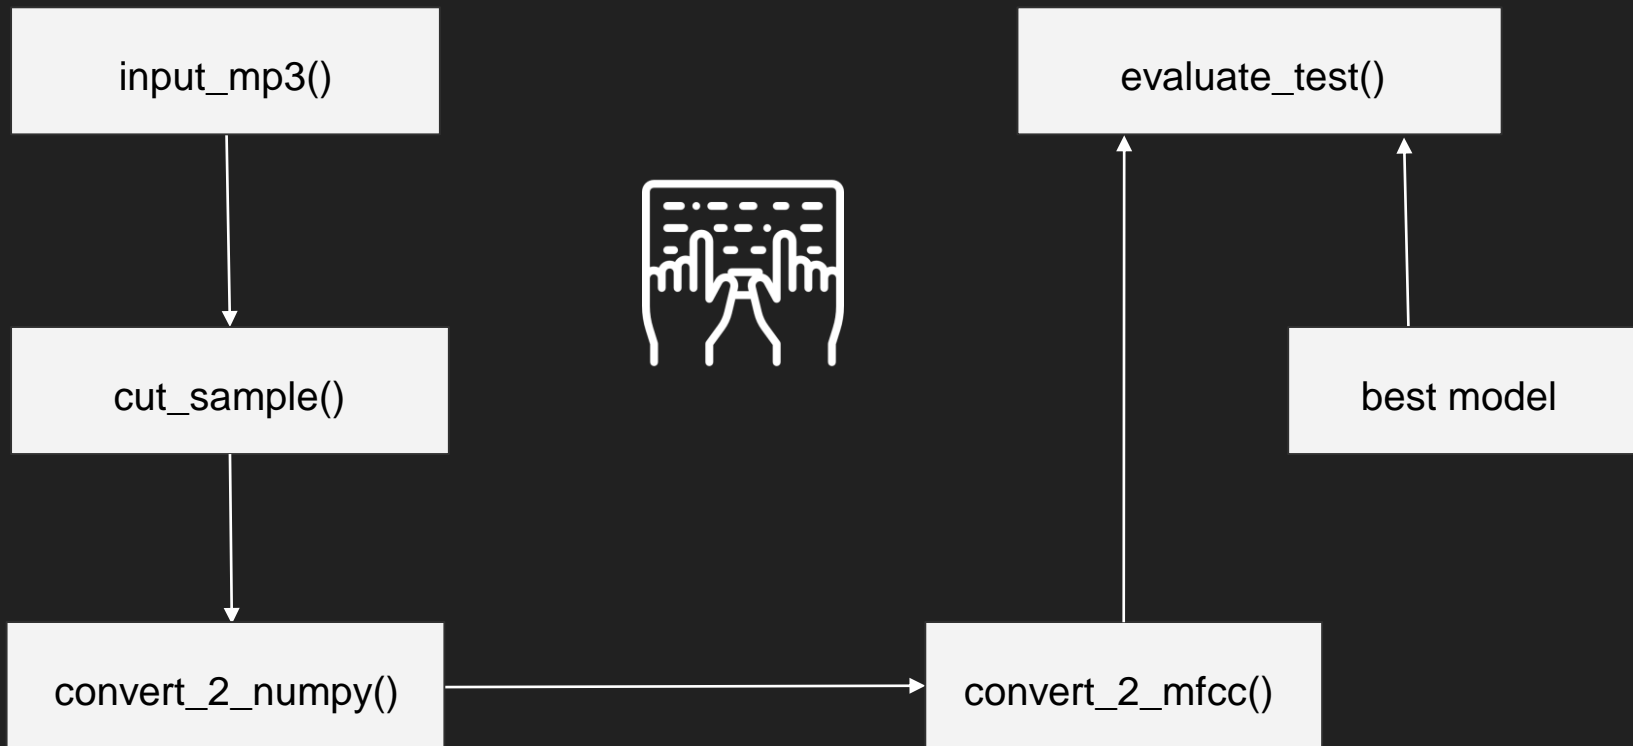 input_mp3()
evaluate_test()
cut_sample()
best model
convert_2_numpy()
convert_2_mfcc()